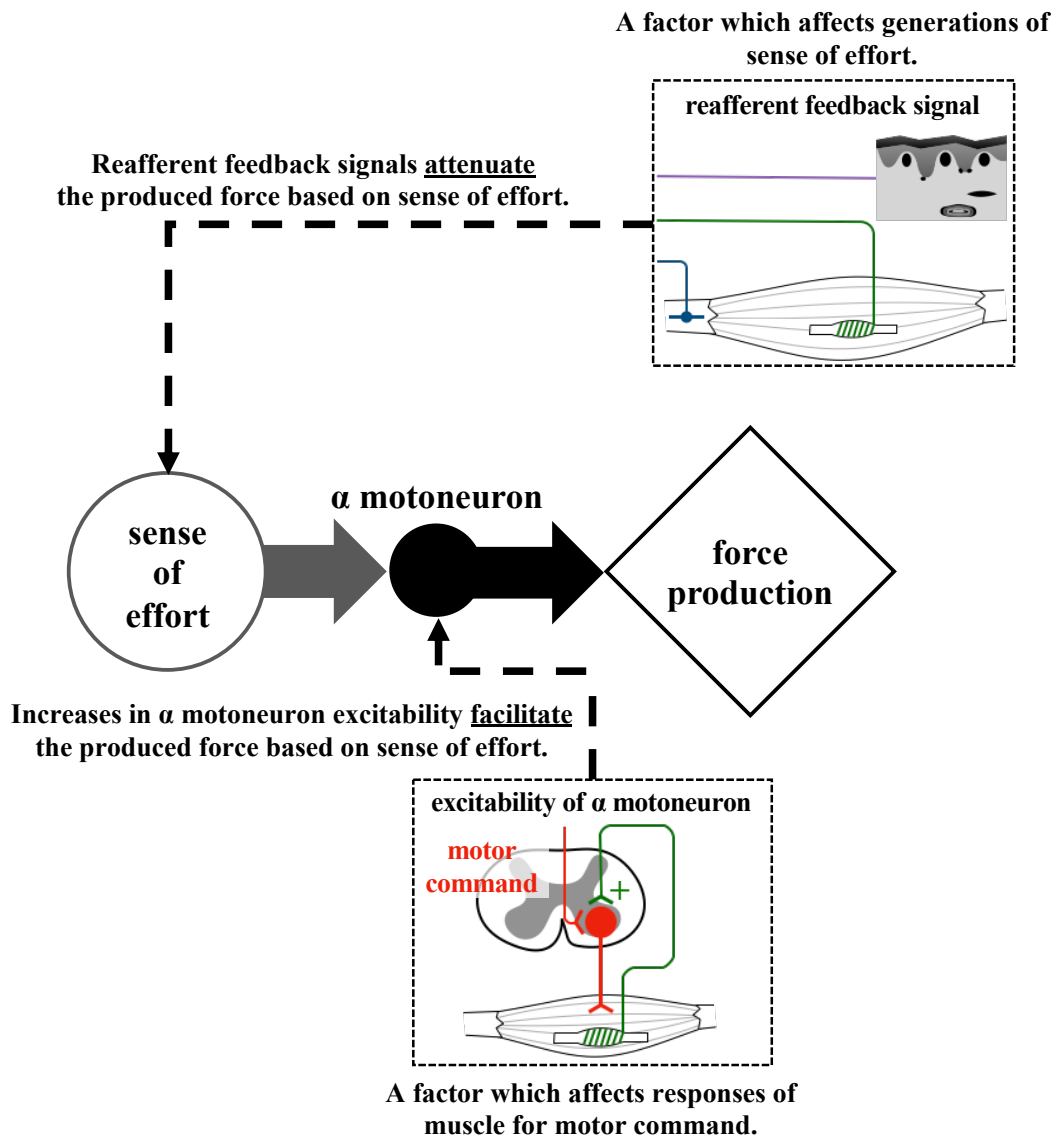 A factor which affects generations of
sense of effort.
reafferent feedback signal
Reafferent feedback signals attenuate
the produced force based on sense of effort.
sense
of
effort
α motoneuron
force
production
Increases in α motoneuron excitability facilitate
the produced force based on sense of effort.
excitability of α motoneuron
motor
command
+
A factor which affects responses of
muscle for motor command.